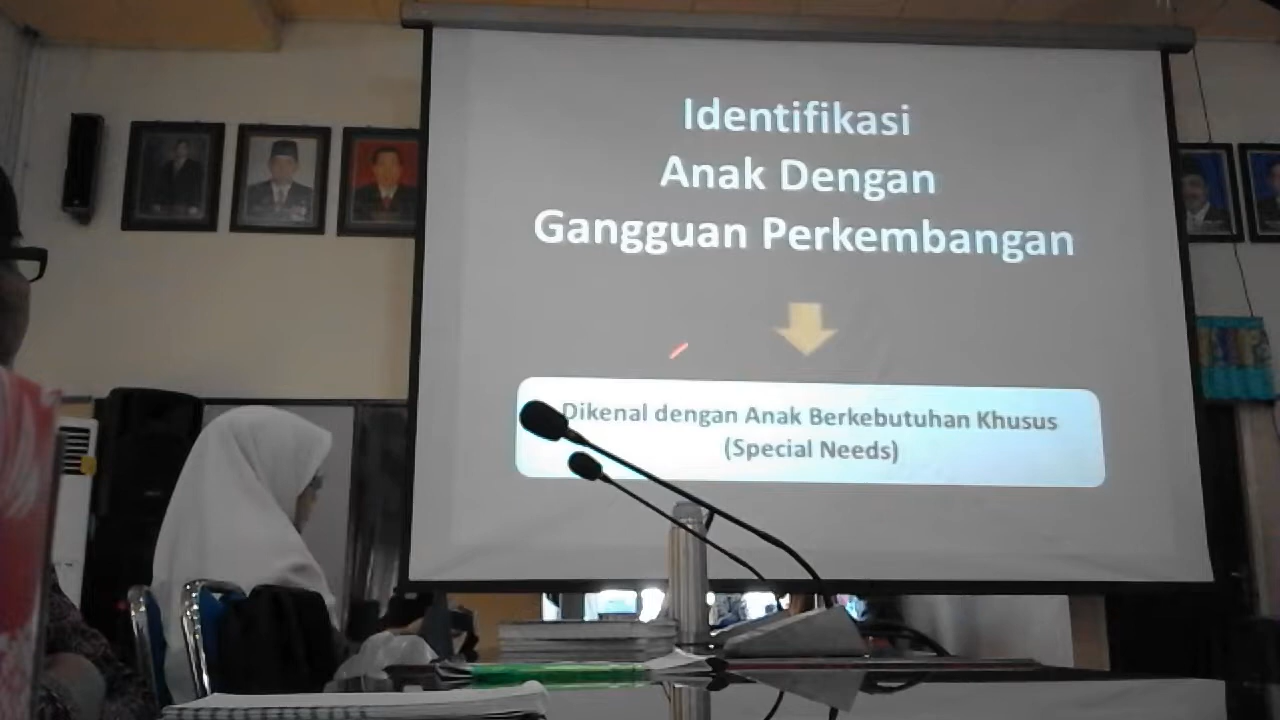 Identifikasi
Anak Dengan
Gangguan Perkembangan
Dikenal dengan Anak Berkebutuhan Khusus
(Special Needs)